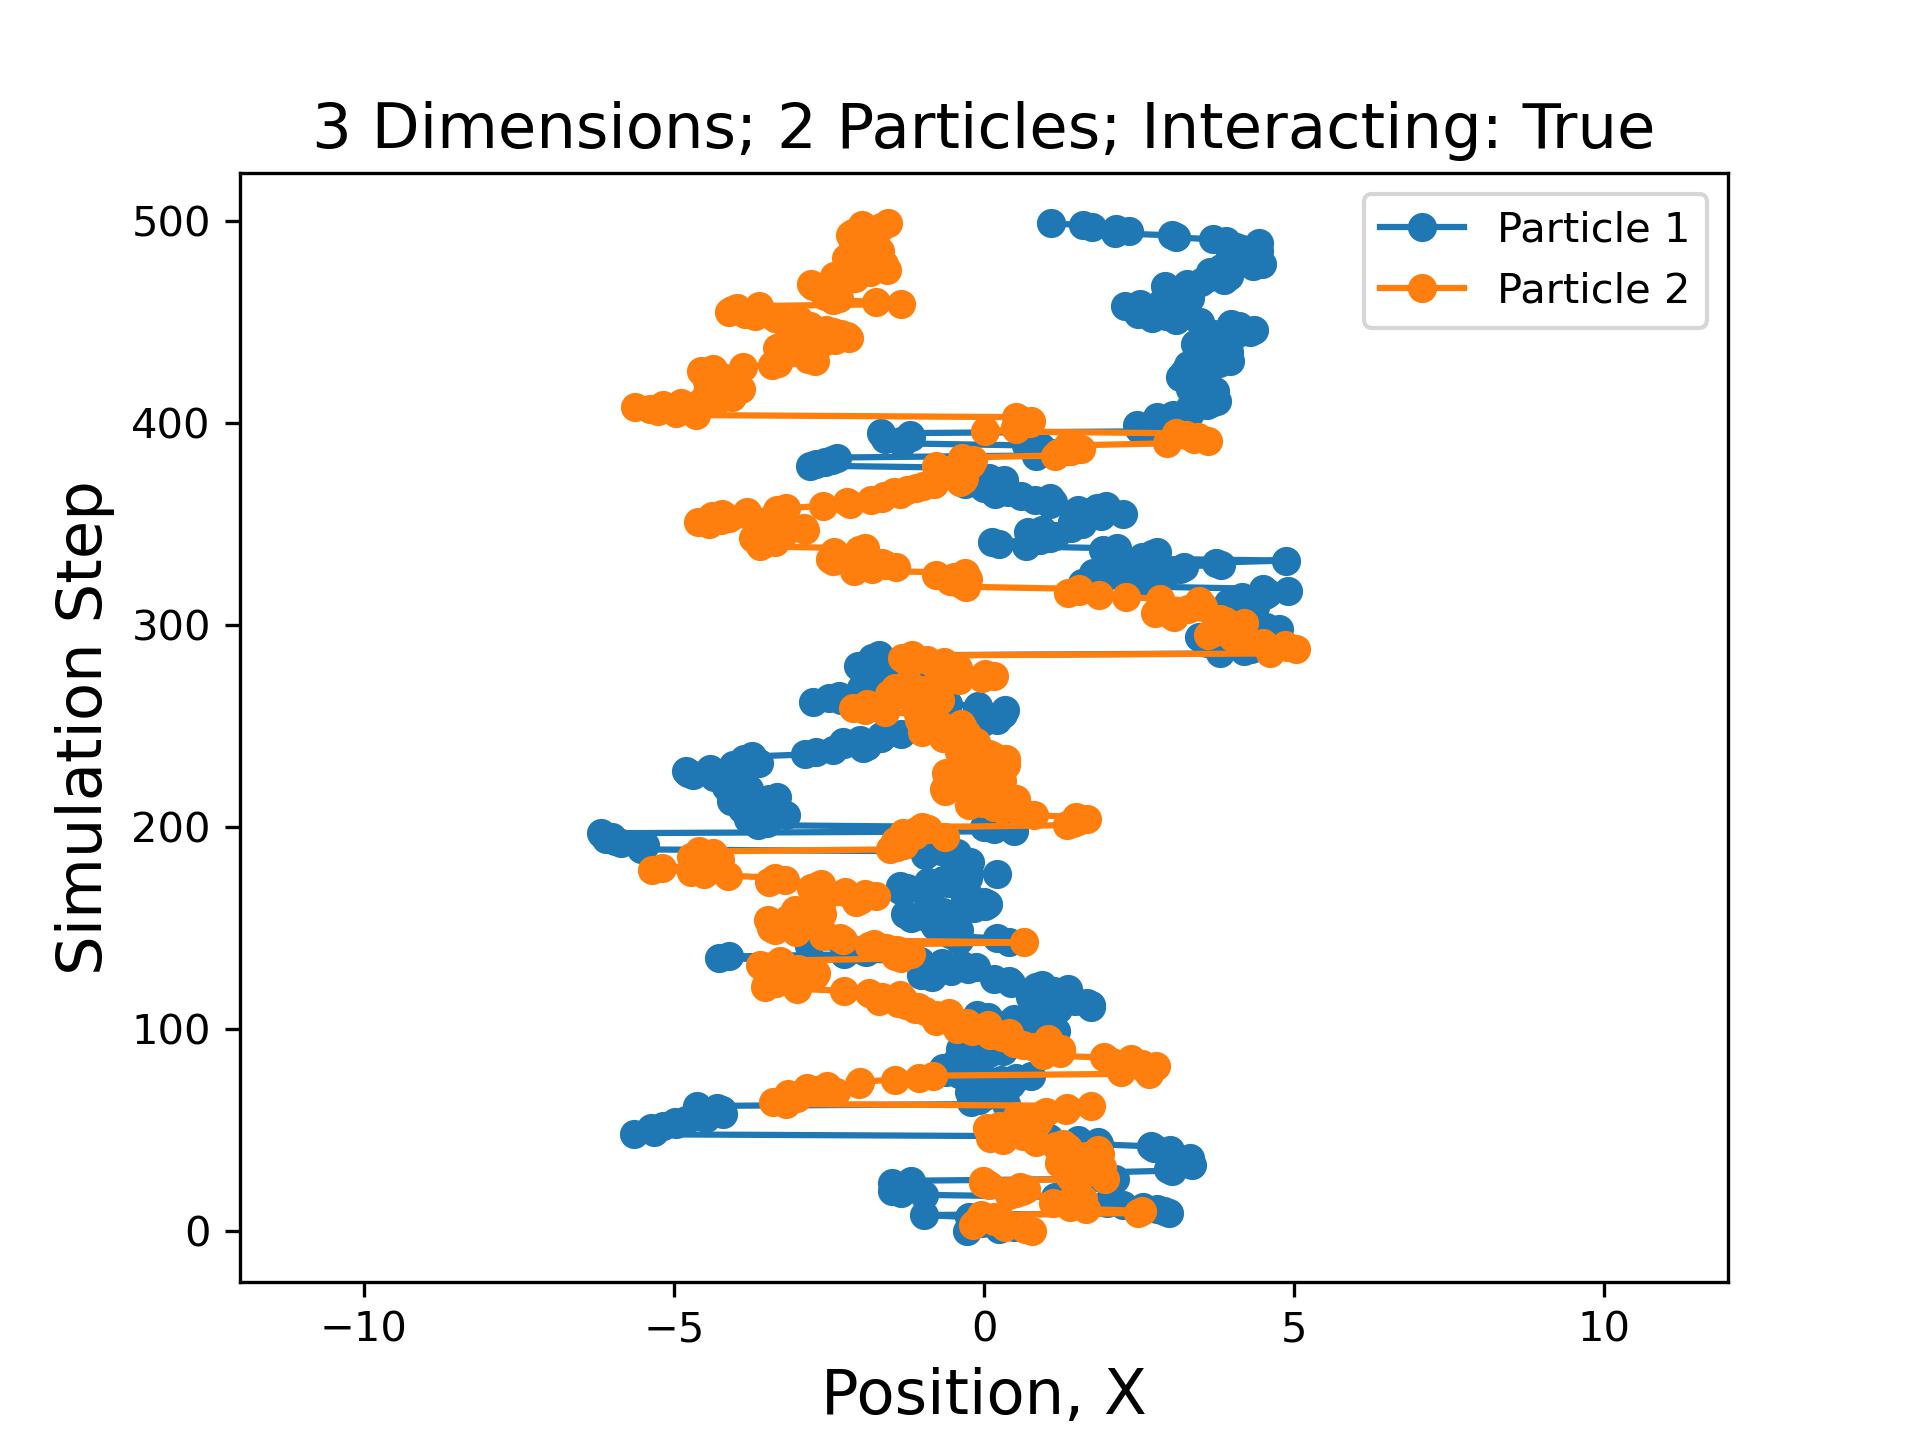 3 Dimensions; 2 Particles; Interacting: True
Particle 1
Particle 2
Simulation Step
500
400
300
200
100
0
−10
−5
0
5
10
Position, X